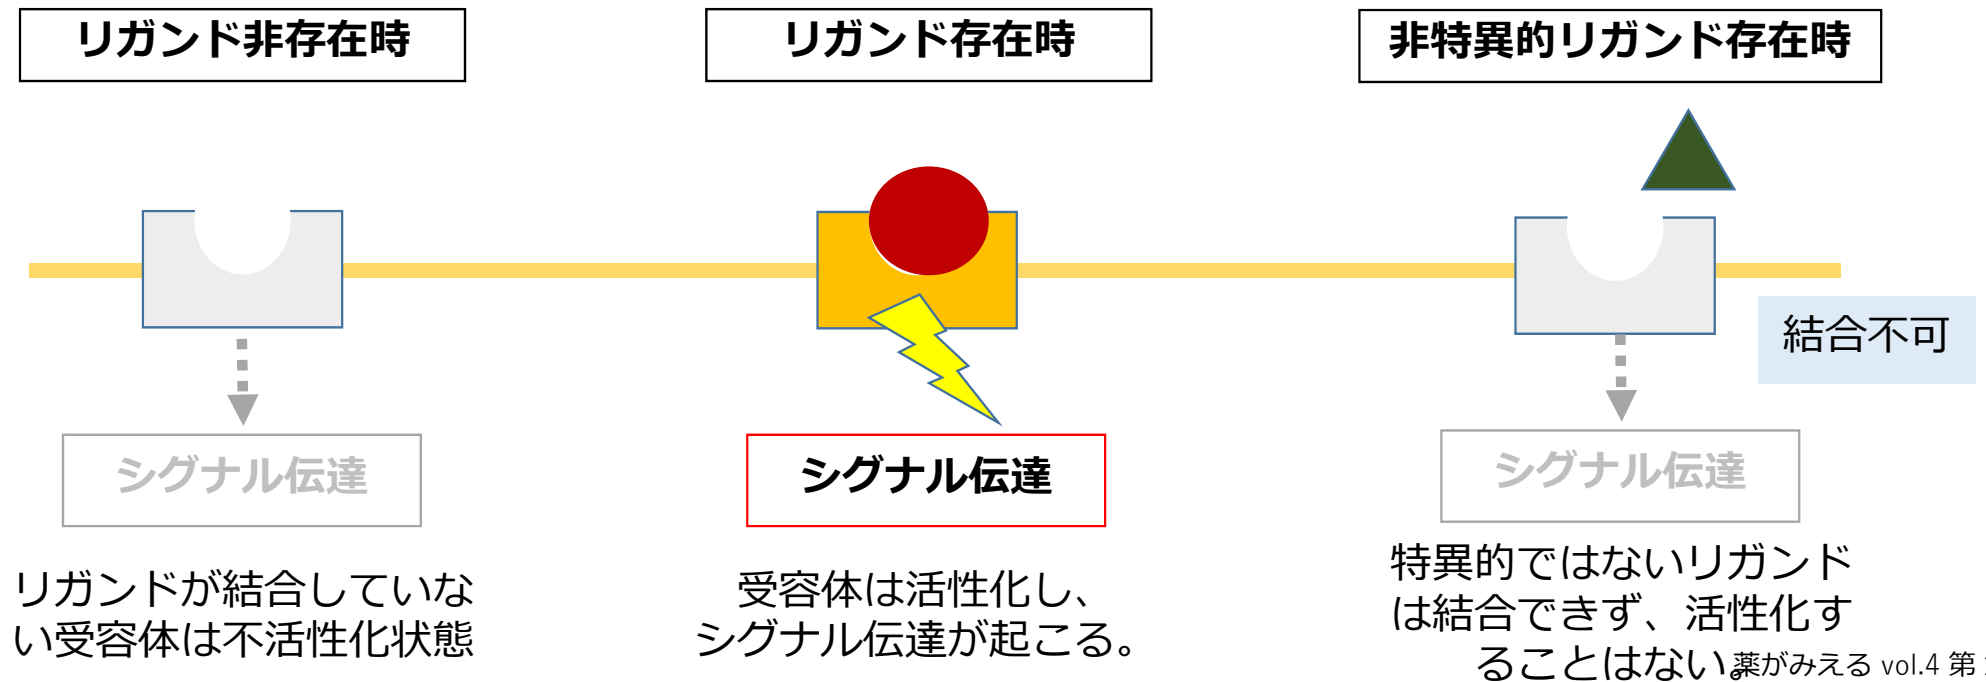 リガンド非存在時
リガンド存在時
非特異的リガンド存在時
結合不可
シグナル伝達
シグナル伝達
シグナル伝達
リガンドが結合していな
い受容体は不活性化状態
受容体は活性化し、
シグナル伝達が起こる。
特異的ではないリガンド
は結合できず、活性化す
ることはない。
薬がみえる vol.4 第